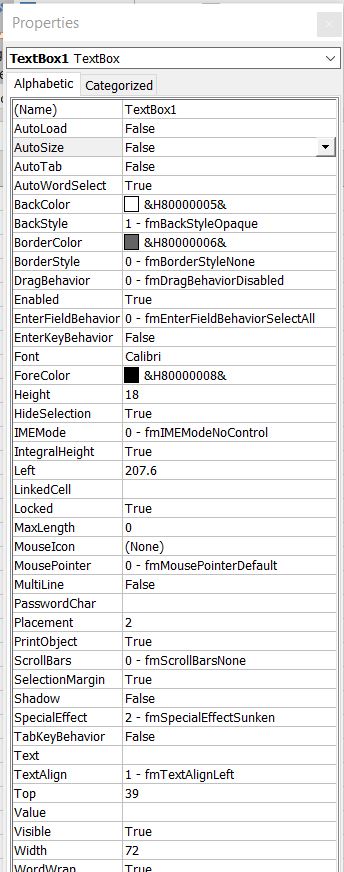 Properties
TextBox1 TextBox
Alphabetic Categorized
(Name) TextBox1
AutoLoad False
AutoSize False
AutoTab False
AutoWordSelect True
BackColor &H80000005&
BackStyle 1 - fmBackStyleOpaque
BorderColor &H80000006&
BorderStyle 0 - fmBorderStyleNone
DragBehavior 0 - fmDragBehaviorDisabled
Enabled True
EnterFieldBehavior 0 - fmEnterFieldBehaviorSelectAll
EnterKeyBehavior False
Font Calibri
ForeColor &H80000008&
Height 18
HideSelection True
IMEMode 0 - fmIMEModeNoControl
IntegralHeight True
Left 207.6
LinkedCell
Locked True
MaxLength 0
MouseIcon (None)
MousePointer 0 - fmMousePointerDefault
MultiLine False
PasswordChar
Placement 2
PrintObject True
ScrollBars 0 - fmScrollBarsNone
SelectionMargin True
Shadow False
SpecialEffect 2 - fmSpecialEffectSunken
TabKeyBehavior False
Text
TextAlign 1 - fmTextAlignLeft
Top 39
Value
Visible True
Width 72
WordWrap True